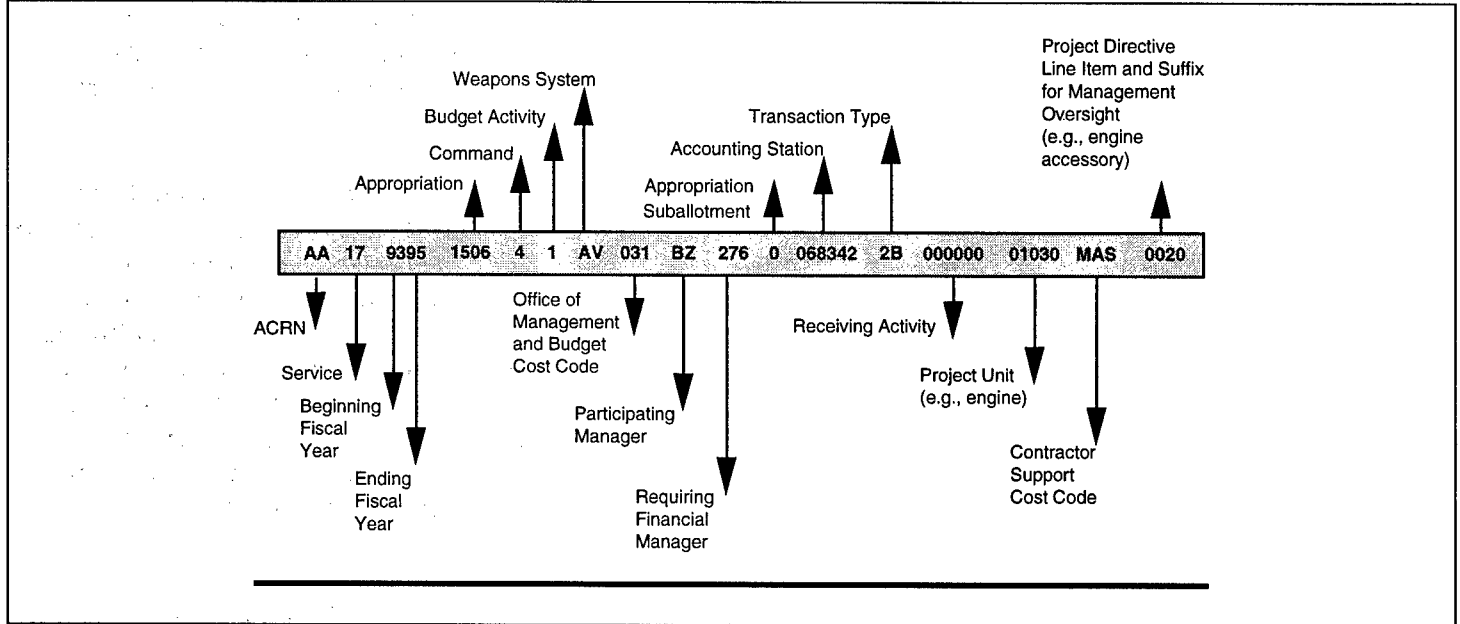 Project Directive
Line Item and Suffix
for Management
Oversight
(e.g., engine
accessory)
Weapons System
Budget Activity
Transaction Type
Command
Accounting Station
Appropriation
Appropriation
Suballotment
AA 17 9395 1506 4 1 AV 031 BZ 276 0 068342 2B 000000 01030 MAS 0020
ACRN
Service
Beginning
Fiscal
Year
Ending
Fiscal
Year
Office of
Management
and Budget
Cost Code
Participating
Manager
Requiring
Financial
Manager
Receiving Activity
Project Unit
(e.g., engine)
Contractor
Support
Cost Code